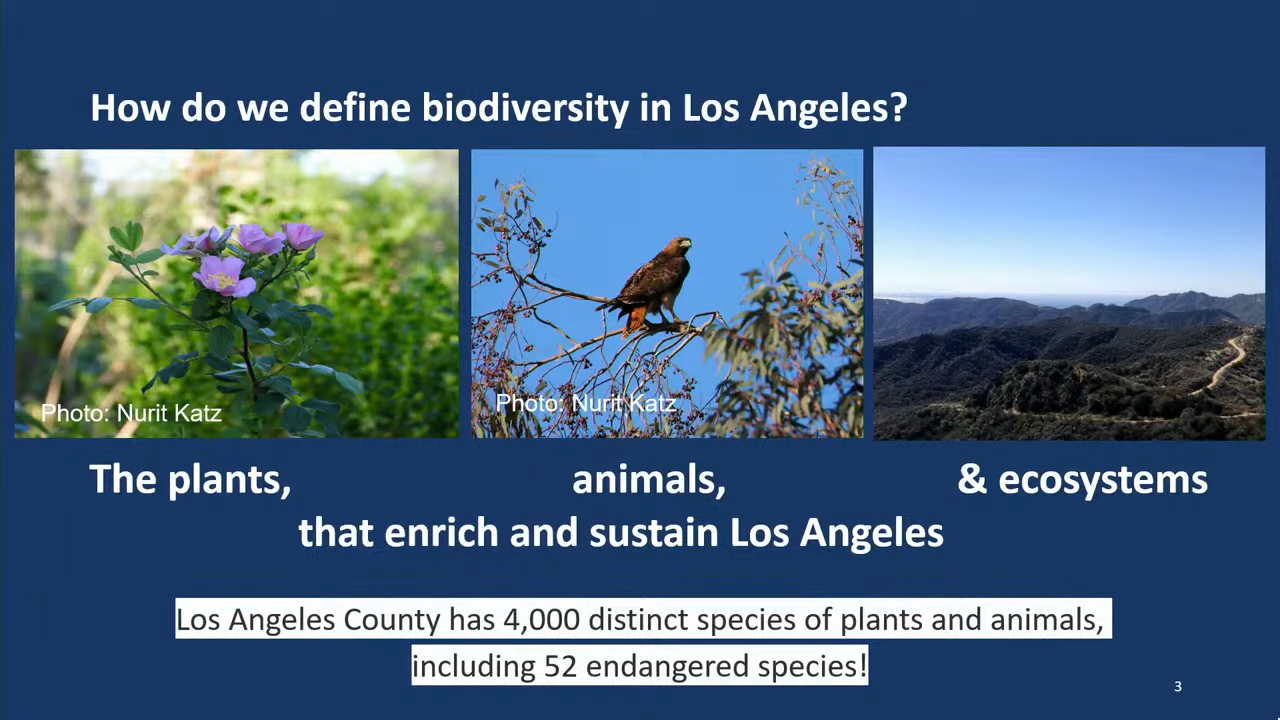 How do we define biodiversity in Los Angeles?
Photo: Nurit Katz
Photo: Nurit Katz
The plants,
animals,
& ecosystems
that enrich and sustain Los Angeles
Los Angeles County has 4,000 distinct species of plants and animals,
including 52 endangered species!
3